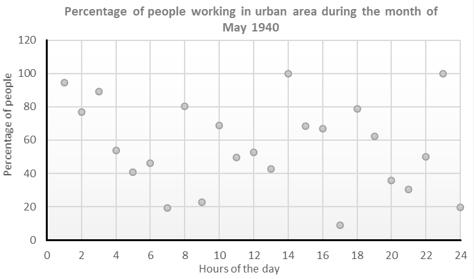 Percentage of people working in urban area during the month of
May 1940
120
100
80
60
40
20
0
Percentage of people
0 2 4 6 8 10 12 14 16 18 20 22 24
Hours of the day